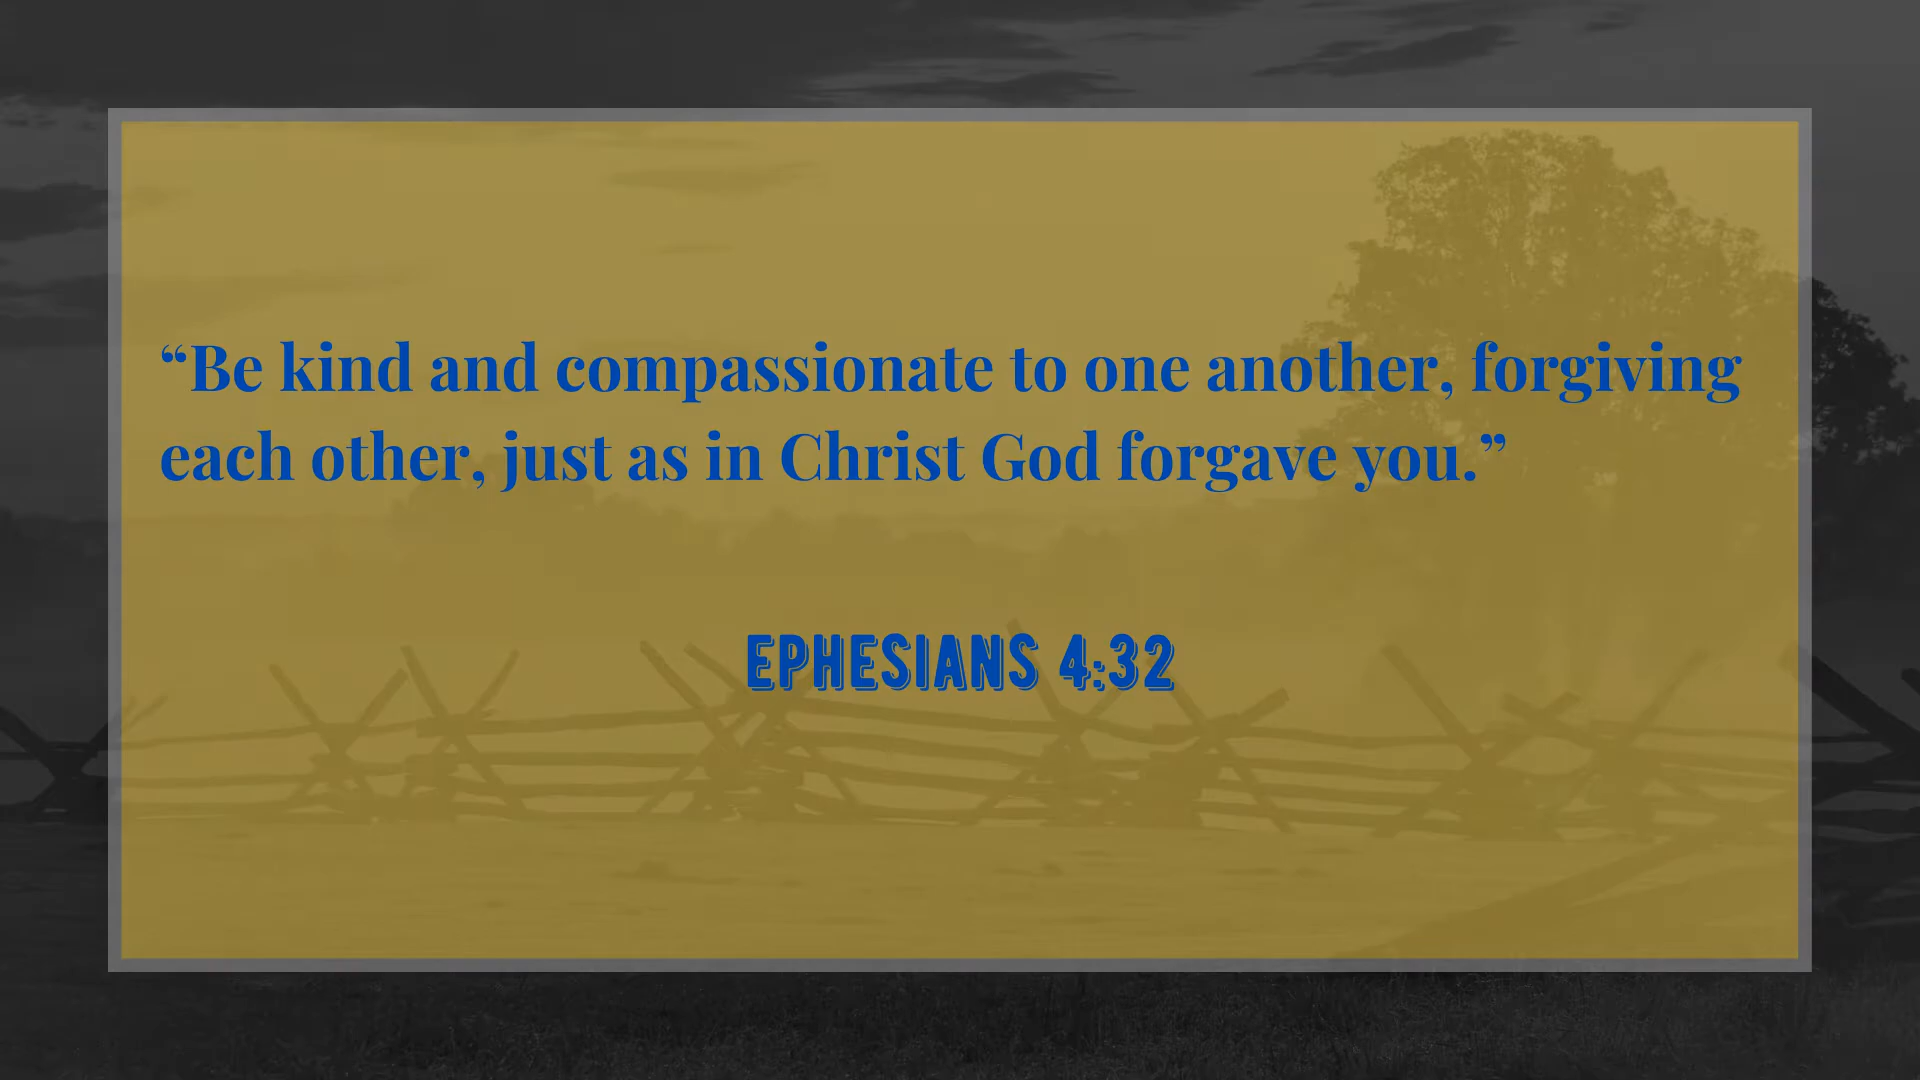 “Be kind and compassionate to one another, forgiving
each other, just as in Christ God forgave you.”
EPHESIANS 4:32